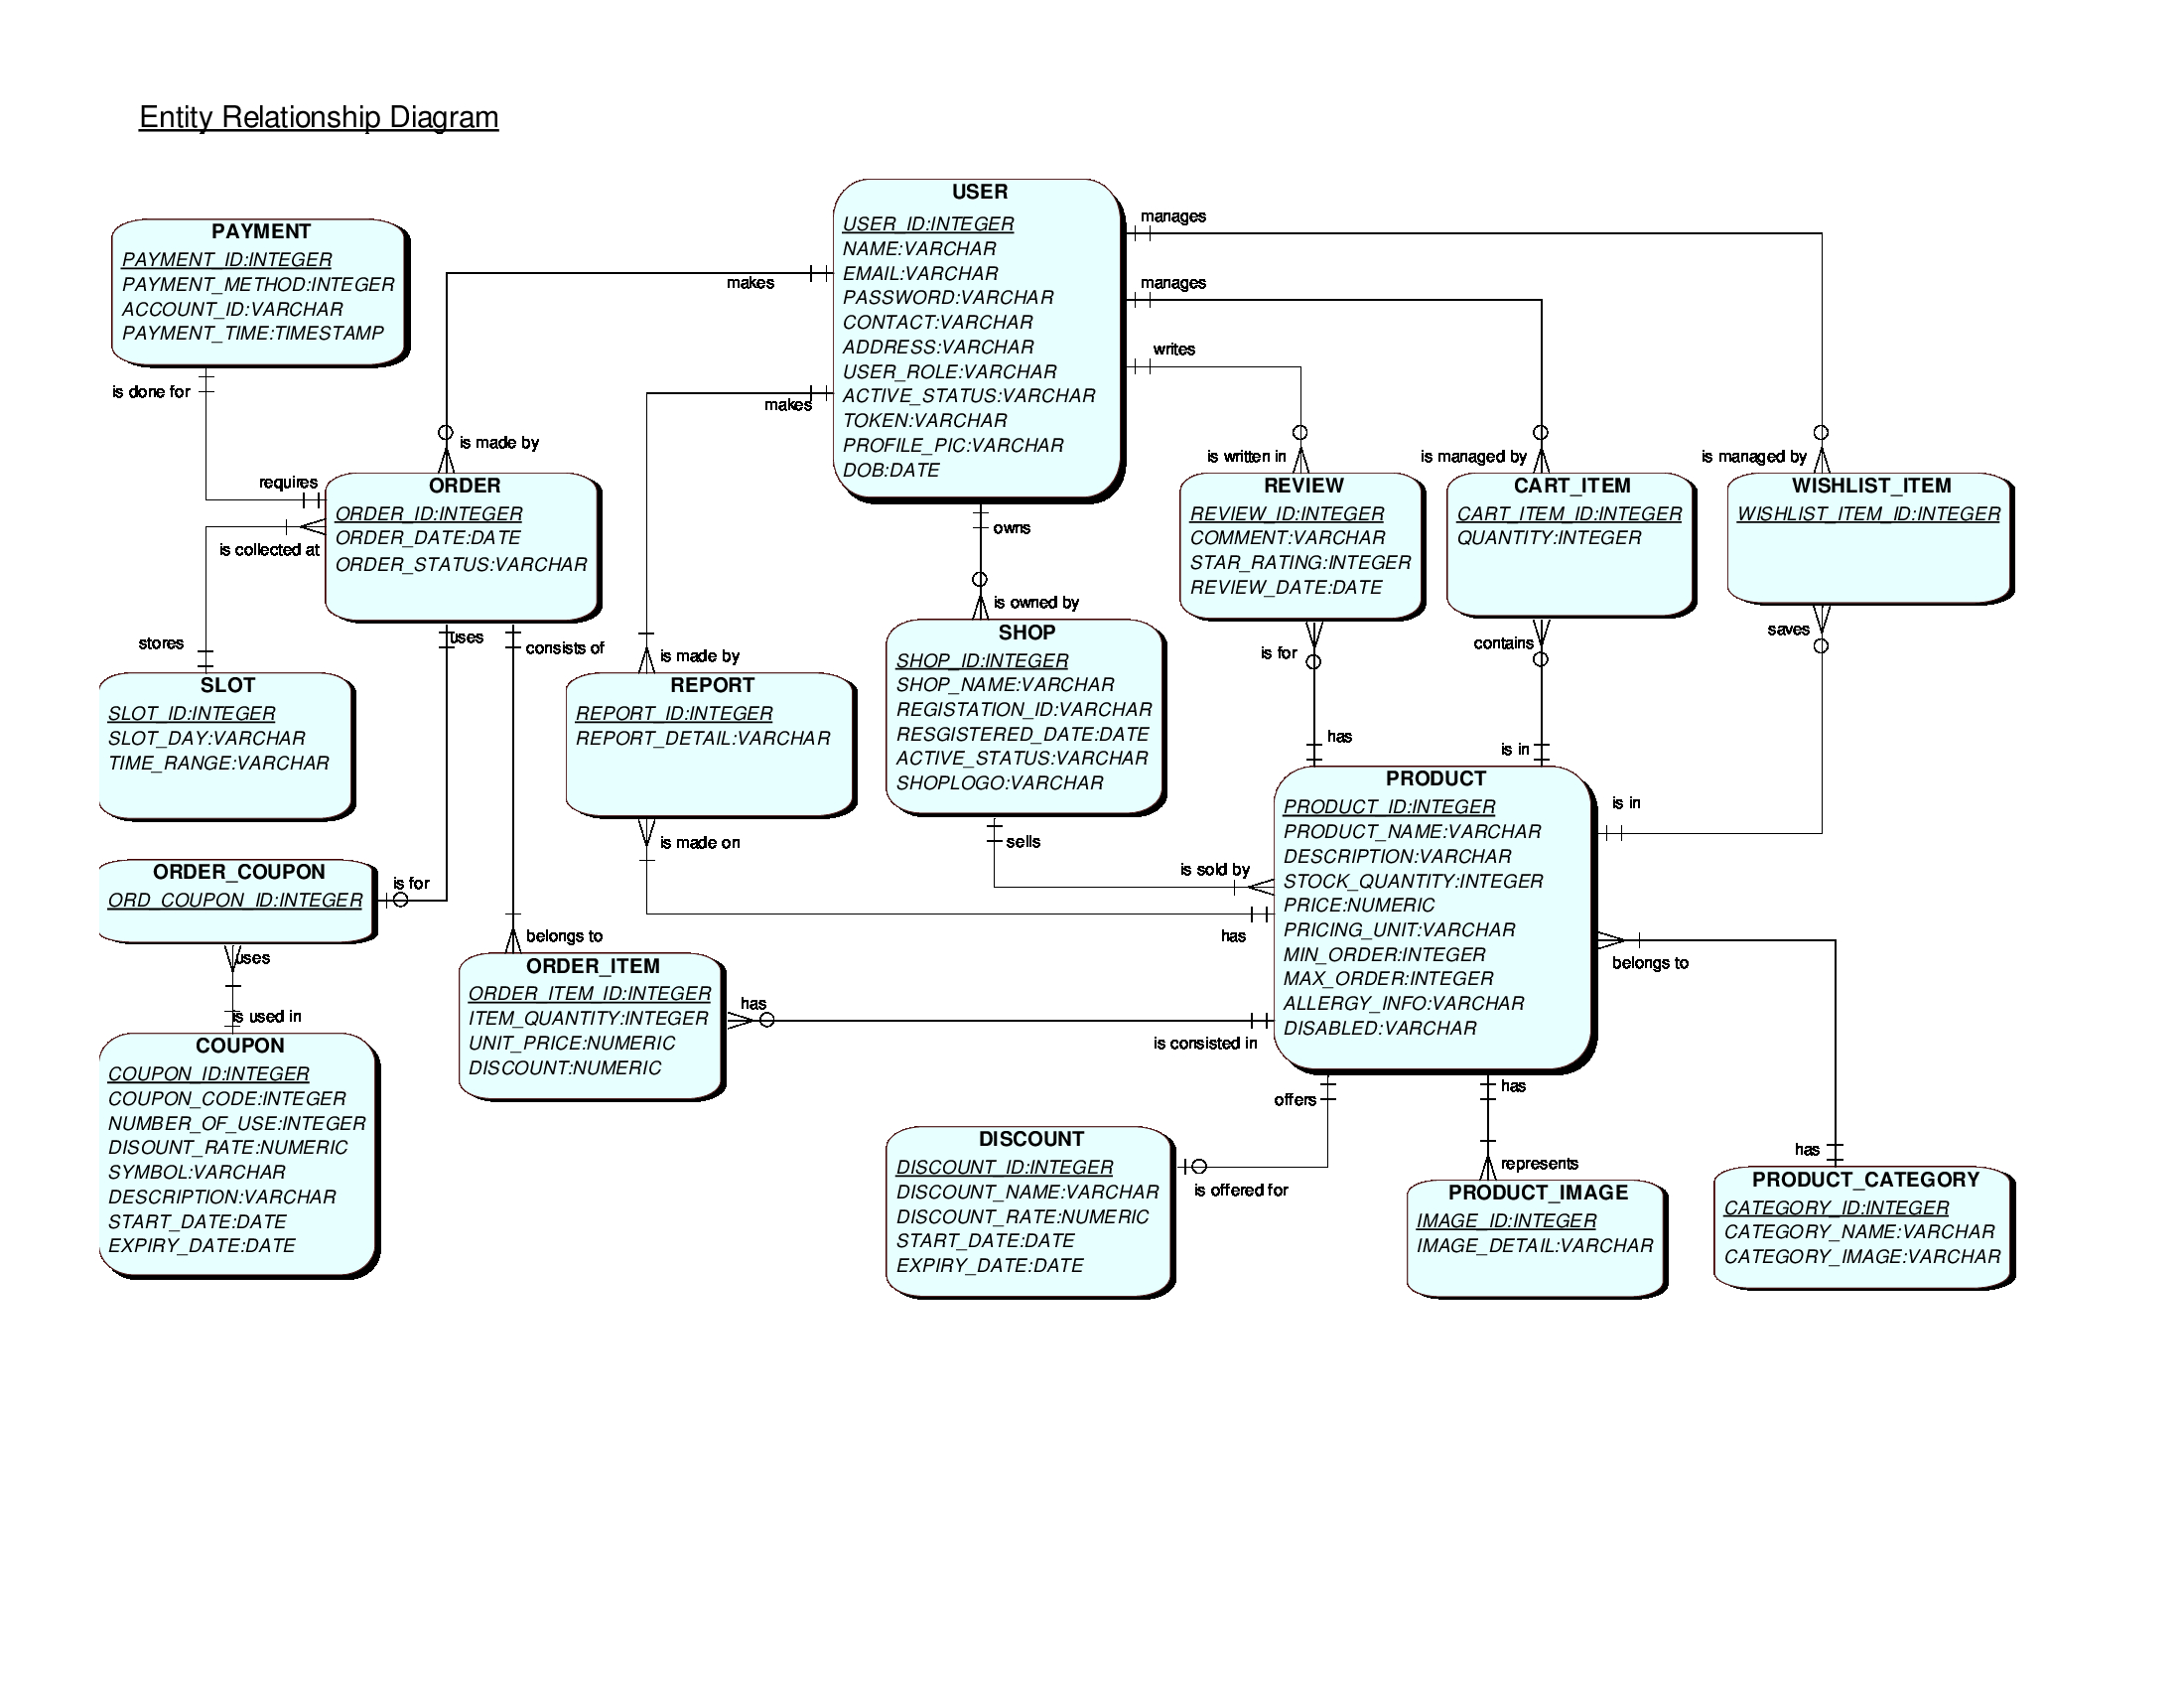 Entity Relationship Diagram
USER
USER_ID:INTEGER
NAME:VARCHAR
EMAIL:VARCHAR
PASSWORD:VARCHAR
CONTACT:VARCHAR
ADDRESS:VARCHAR
USER_ROLE:VARCHAR
ACTIVE_STATUS:VARCHAR
TOKEN:VARCHAR
PROFILE_PIC:VARCHAR
DOB:DATE
manages
manages
writes
makes
makes
owns
PAYMENT
PAYMENT_ID:INTEGER
PAYMENT_METHOD:INTEGER
ACCOUNT_ID:VARCHAR
PAYMENT_TIME:TIMESTAMP
is done for
is made by
requires
is collected at
ORDER
ORDER_ID:INTEGER
ORDER_DATE:DATE
ORDER_STATUS:VARCHAR
uses
consists of
is written in
REVIEW
REVIEW_ID:INTEGER
COMMENT:VARCHAR
STAR_RATING:INTEGER
REVIEW_DATE:DATE
is for
is managed by
CART_ITEM
CART_ITEM_ID:INTEGER
QUANTITY:INTEGER
contains
is managed by
WISHLIST_ITEM
WISHLIST_ITEM_ID:INTEGER
saves
stores
SLOT
SLOT_ID:INTEGER
SLOT_DAY:VARCHAR
TIME_RANGE:VARCHAR
is made by
REPORT
REPORT_ID:INTEGER
REPORT_DETAIL:VARCHAR
is made on
is owned by
SHOP
SHOP_ID:INTEGER
SHOP_NAME:VARCHAR
REGISTATION_ID:VARCHAR
RESGISTERED_DATE:DATE
ACTIVE_STATUS:VARCHAR
SHOPLOGO:VARCHAR
sells
has
is in
is in
is sold by
has
is consisted in
PRODUCT
PRODUCT_ID:INTEGER
PRODUCT_NAME:VARCHAR
DESCRIPTION:VARCHAR
STOCK_QUANTITY:INTEGER
PRICE:NUMERIC
PRICING_UNIT:VARCHAR
MIN_ORDER:INTEGER
MAX_ORDER:INTEGER
ALLERGY_INFO:VARCHAR
DISABLED:VARCHAR
belongs to
offers
has
ORDER_COUPON
ORD_COUPON_ID:INTEGER
is for
uses
is used in
COUPON
COUPON_ID:INTEGER
COUPON_CODE:INTEGER
NUMBER_OF_USE:INTEGER
DISOUNT_RATE:NUMERIC
SYMBOL:VARCHAR
DESCRIPTION:VARCHAR
START_DATE:DATE
EXPIRY_DATE:DATE
belongs to
ORDER_ITEM
ORDER_ITEM_ID:INTEGER
ITEM_QUANTITY:INTEGER
UNIT_PRICE:NUMERIC
DISCOUNT:NUMERIC
has
DISCOUNT
DISCOUNT_ID:INTEGER
DISCOUNT_NAME:VARCHAR
DISCOUNT_RATE:NUMERIC
START_DATE:DATE
EXPIRY_DATE:DATE
is offered for
represents
PRODUCT_IMAGE
IMAGE_ID:INTEGER
IMAGE_DETAIL:VARCHAR
has
PRODUCT_CATEGORY
CATEGORY_ID:INTEGER
CATEGORY_NAME:VARCHAR
CATEGORY_IMAGE:VARCHAR